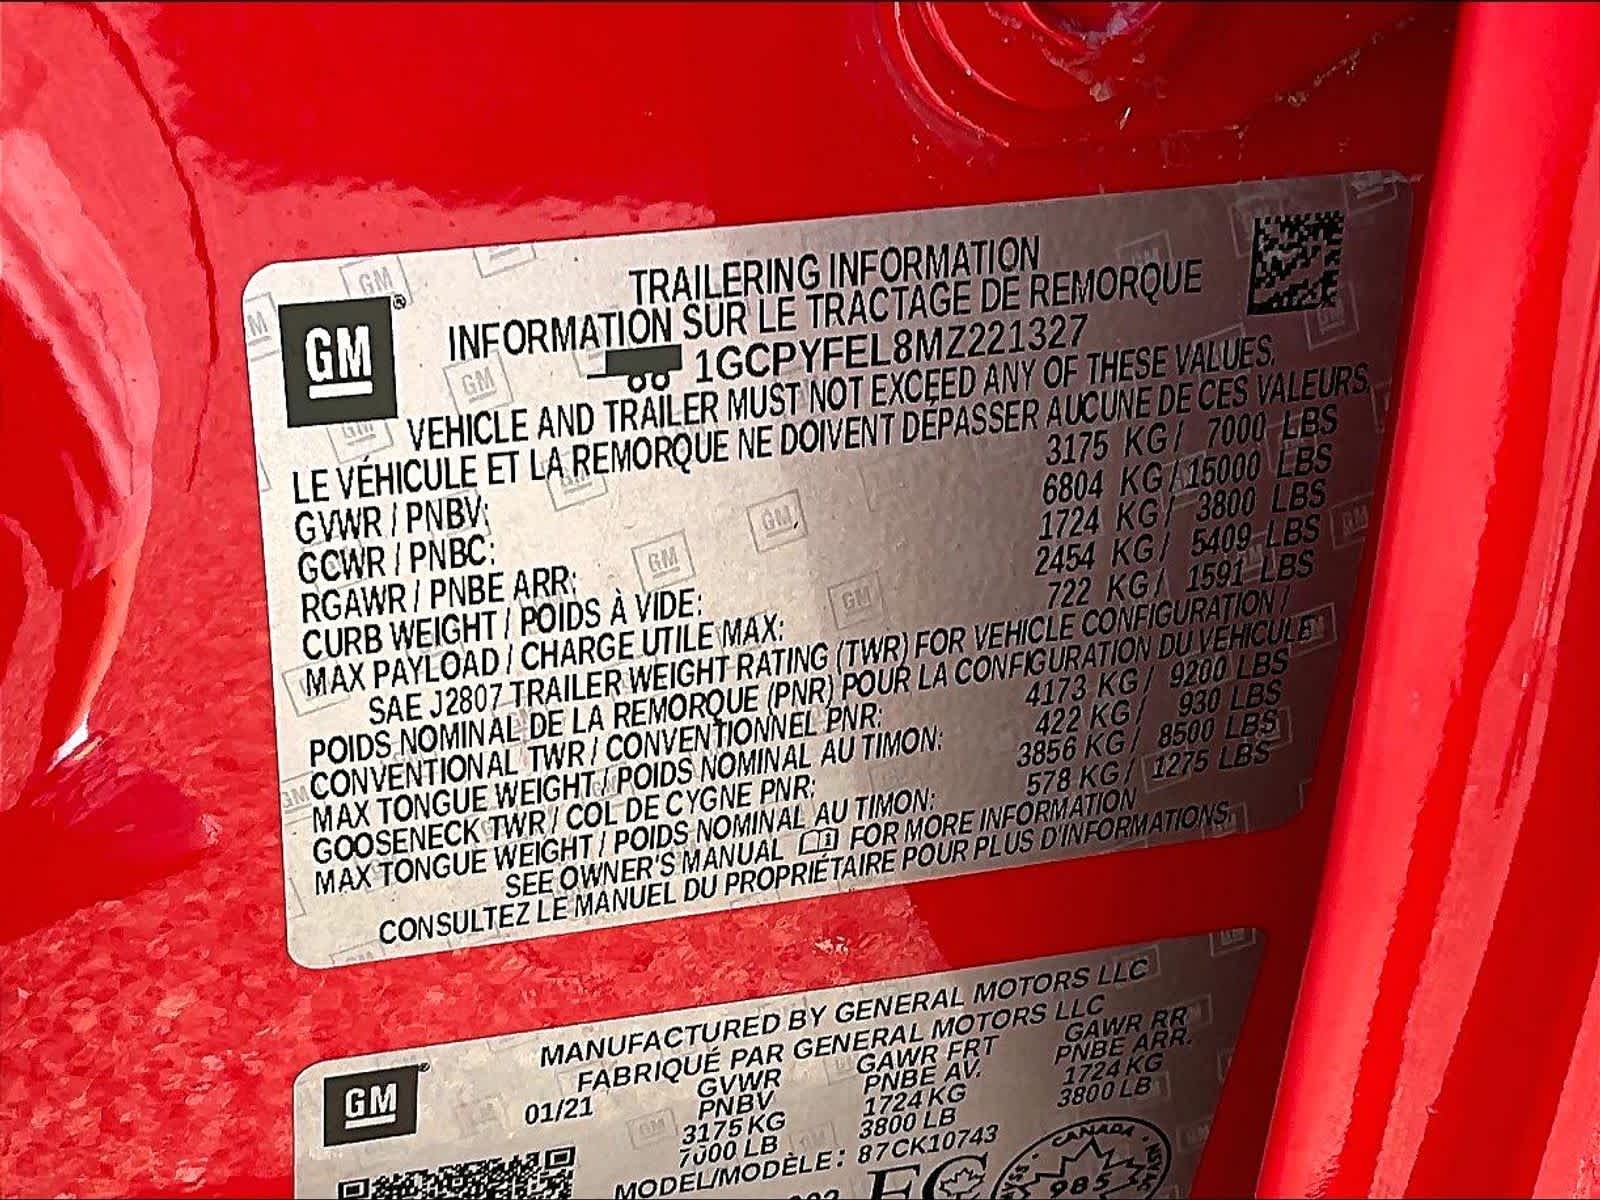 GM
TRAILERING INFORMATION
INFORMATION SUR LE TRACTAGE DE REMORQUE
1GCPYFEL8MZ221327
VEHICLE AND TRAILER MUST NOT EXCEED ANY OF THESE VALUES.
LE VÉHICULE ET LA REMORQUE NE DOIVENT DÉPASSER AUCUNE DE CES VALEURS.
GVWR / PNBV: 3175 KG / 7000 LBS
GCWR / PNBC: 6804 KG / 15000 LBS
RGAWR / PNBE ARR: 1724 KG / 3800 LBS
CURB WEIGHT / POIDS À VIDE: 2454 KG / 5409 LBS
MAX PAYLOAD / CHARGE UTILE MAX: 722 KG / 1591 LBS
SAE J2807 TRAILER WEIGHT RATING (TWR) FOR VEHICLE CONFIGURATION /
POIDS NOMINAL DE LA REMORQUE (PNR) POUR LA CONFIGURATION DU VÉHICULE
CONVENTIONAL TWR / CONVENTIONNEL PNR: 4173 KG / 9200 LBS
MAX TONGUE WEIGHT / POIDS NOMINAL AU TIMON: 422 KG / 930 LBS
GOOSENECK TWR / COL DE CYGNE PNR: 3856 KG / 8500 LBS
MAX TONGUE WEIGHT / POIDS NOMINAL AU TIMON: 578 KG / 1275 LBS
SEE OWNER'S MANUAL FOR MORE INFORMATION
CONSULTEZ LE MANUEL DU PROPRIÉTAIRE POUR PLUS D'INFORMATIONS.
GM
MANUFACTURED BY GENERAL MOTORS LLC
FABRIQUÉ PAR GENERAL MOTORS LLC
01/21 GVWR GAWR FRT GAWR RR
PNBV PNBE AV. PNBE ARR.
3175 KG 1724 KG 1724 KG
7000 LB 3800 LB 3800 LB
MODEL/MODÈLE: 87CK10743
CANADA
985